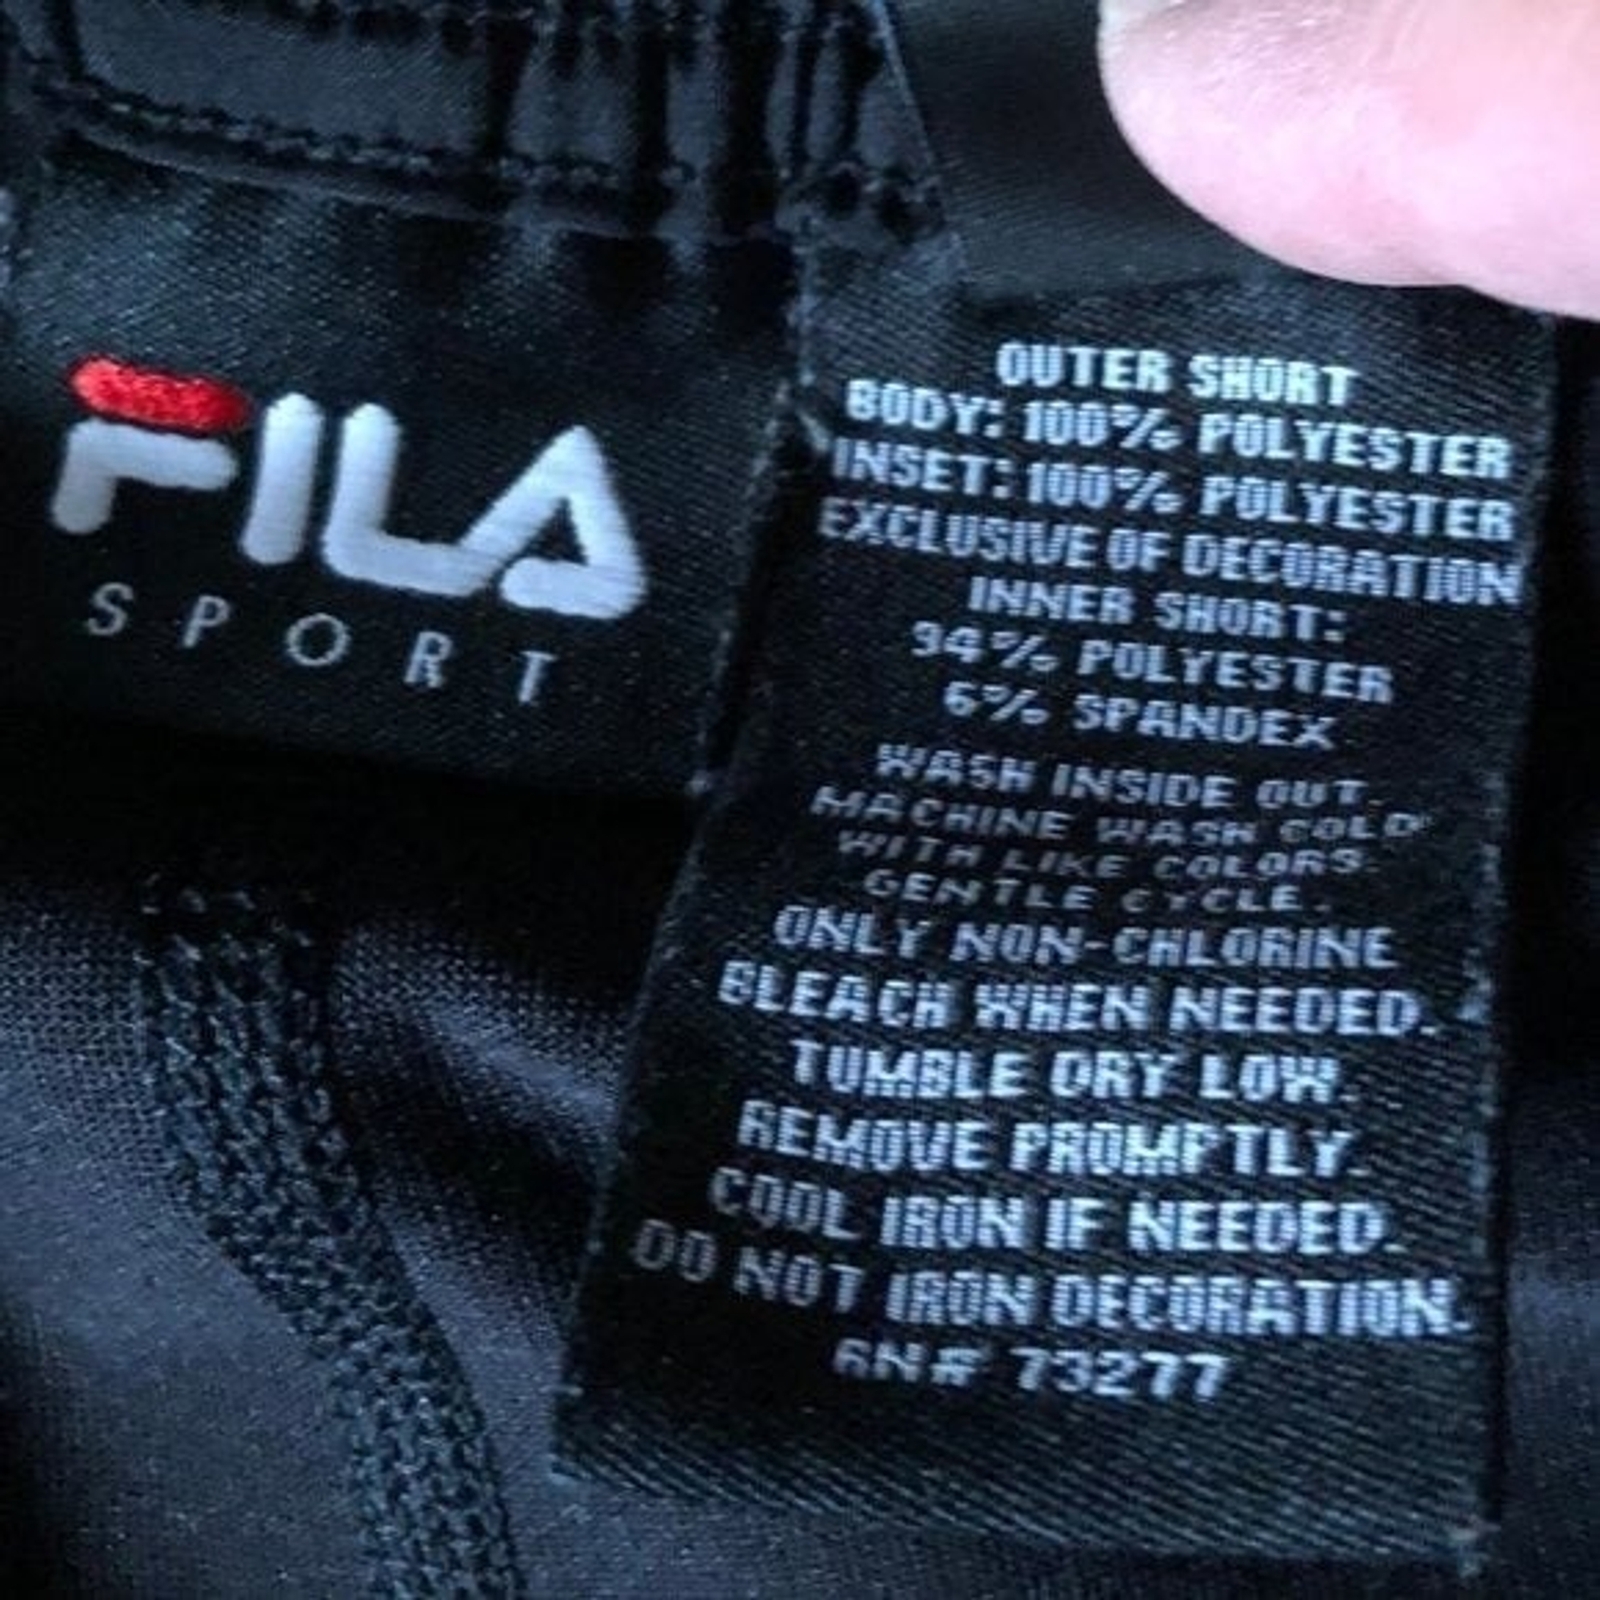 FILA
SPORT
OUTER SHORT
BODY: 100% POLYESTER
INSET: 100% POLYESTER
EXCLUSIVE OF DECORATION
INNER SHORT:
94% POLYESTER
6% SPANDEX
WASH INSIDE OUT.
MACHINE WASH COLD
WITH LIKE COLORS.
GENTLE CYCLE.
ONLY NON-CHLORINE
BLEACH WHEN NEEDED.
TUMBLE DRY LOW.
REMOVE PROMPTLY.
COOL IRON IF NEEDED.
DO NOT IRON DECORATION.
RN# 73277